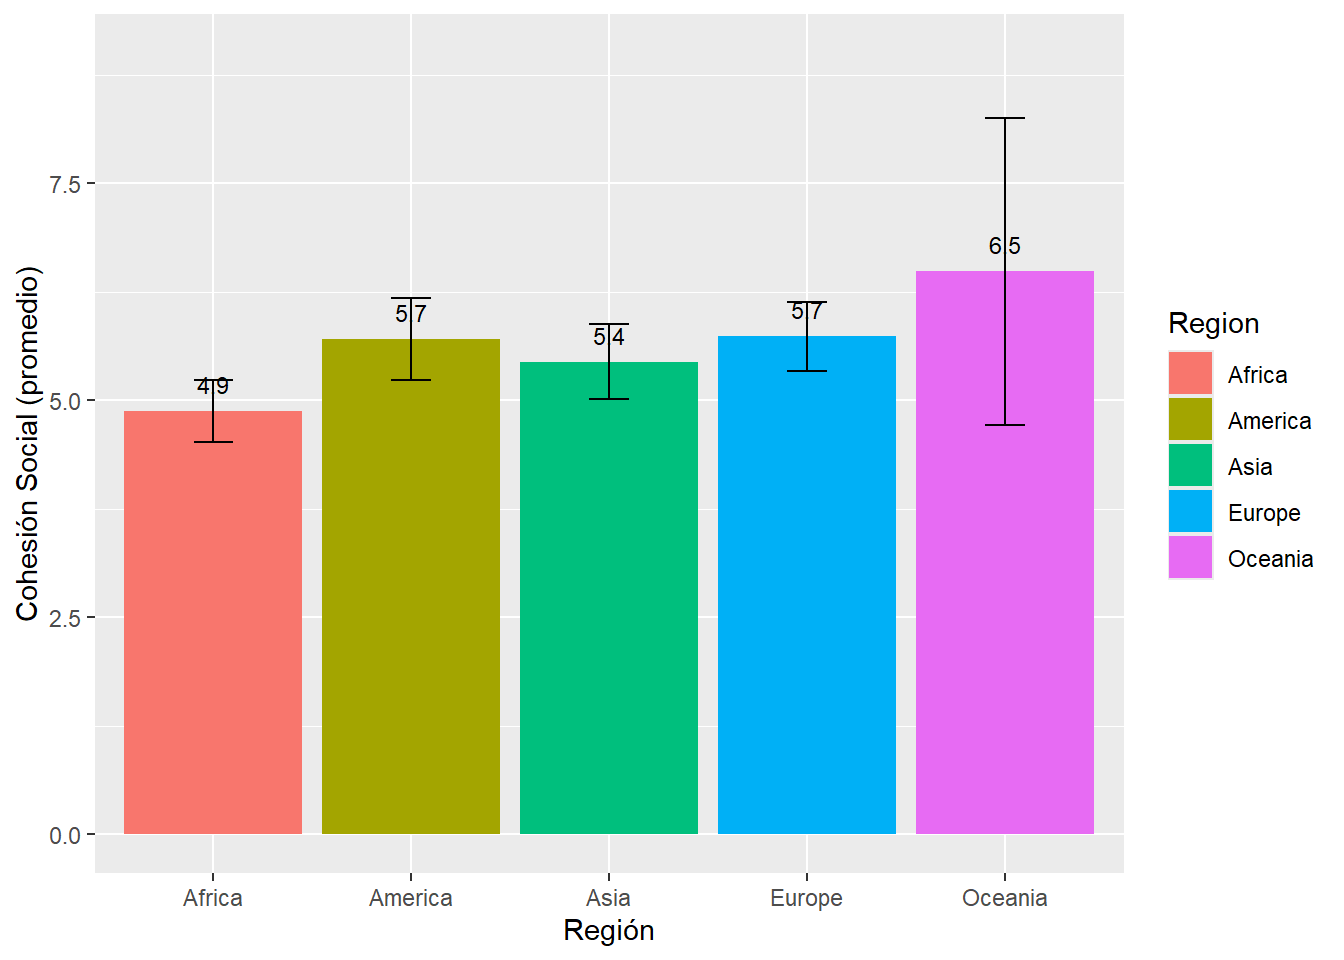 Cohesión Social (promedio)
7.5
5.0
2.5
0.0
4.9
5.7
5.4
5.7
6.5
Africa
America
Asia
Europe
Oceania
Región
Region
Africa
America
Asia
Europe
Oceania